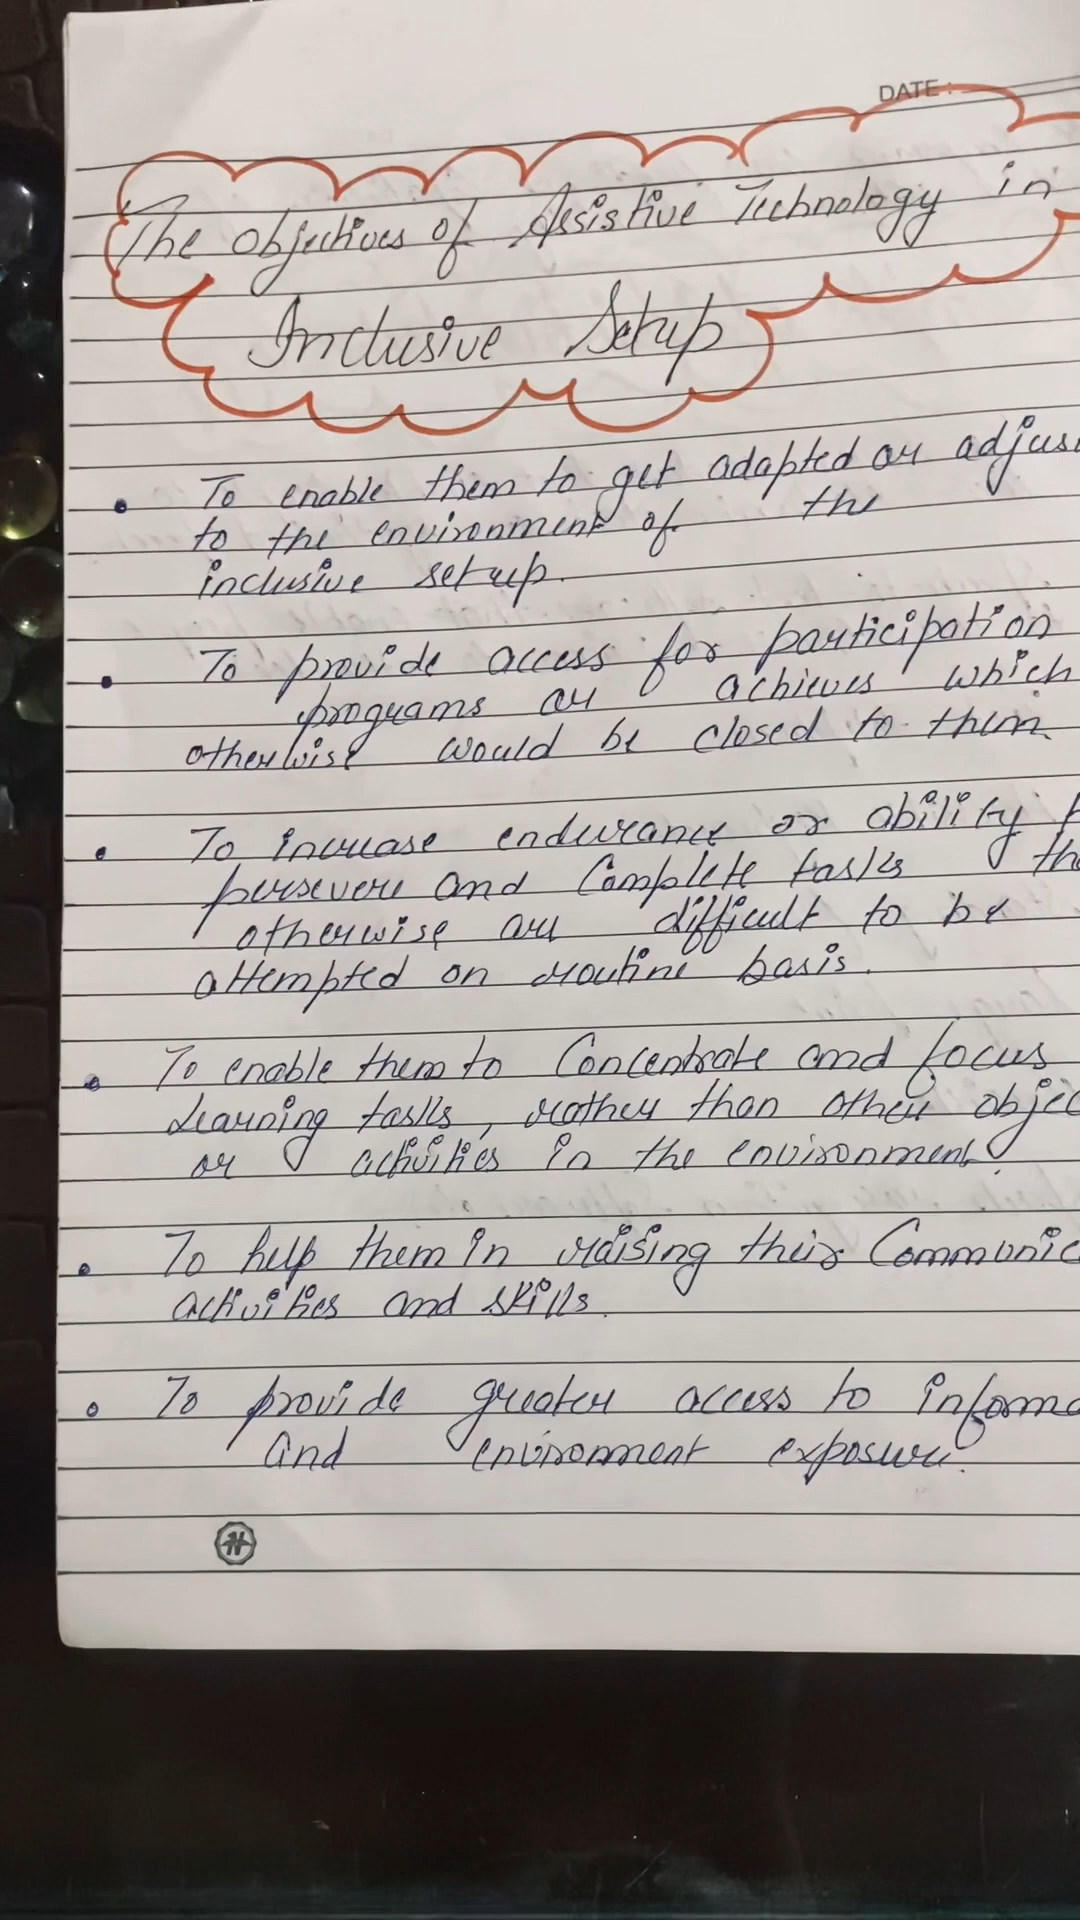 DATE :
The Objectives of Assistive Technology in
Inclusive Setup
To enable them to get adapted or adjus
to the environment of the
inclusive setup.
To provide access for participation
programs or achieves which
otherwise would be closed to them.
To increase endurance or ability t
persevere and Complete tasks tha
otherwise are difficult to be
attempted on routine basis.
To enable them to Concentrate and focus
learning tasks, rather than other objec
or activities in the environment.
To help them in raising their Communic
activities and skills.
To provide greater access to informa
and environment exposure.